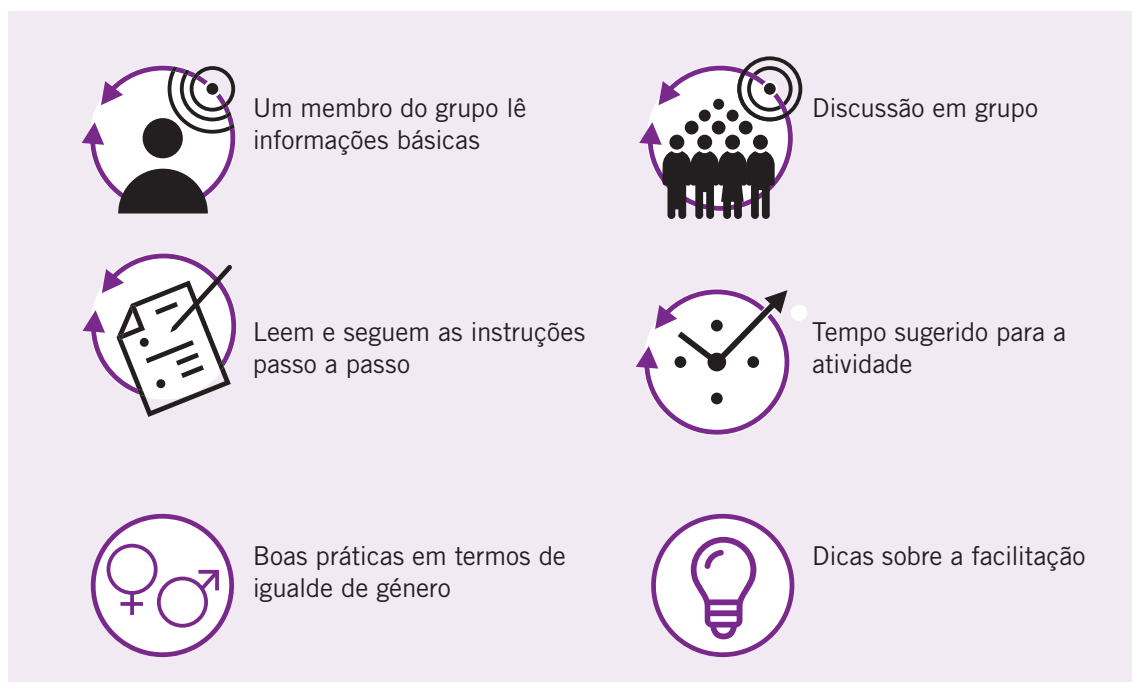 Um membro do grupo lê
informações básicas
Discussão em grupo
Leem e seguem as instruções
passo a passo
Tempo sugerido para a
atividade
Boas práticas em termos de
igualde de género
Dicas sobre a facilitação